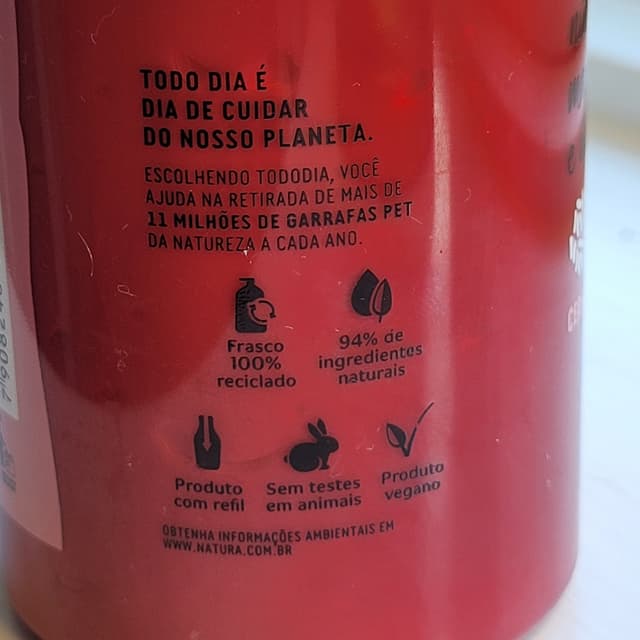 TODO DIA É
DIA DE CUIDAR
DO NOSSO PLANETA.
ESCOLHENDO TODODIA, VOCÊ
AJUDA NA RETIRADA DE MAIS DE
11 MILHÕES DE GARRAFAS PET
DA NATUREZA A CADA ANO.
Frasco
100%
reciclado
94% de
ingredientes
naturais
Produto
com refil
Sem testes
em animais
Produto
vegano
OBTENHA INFORMAÇÕES AMBIENTAIS EM
WWW.NATURA.COM.BR